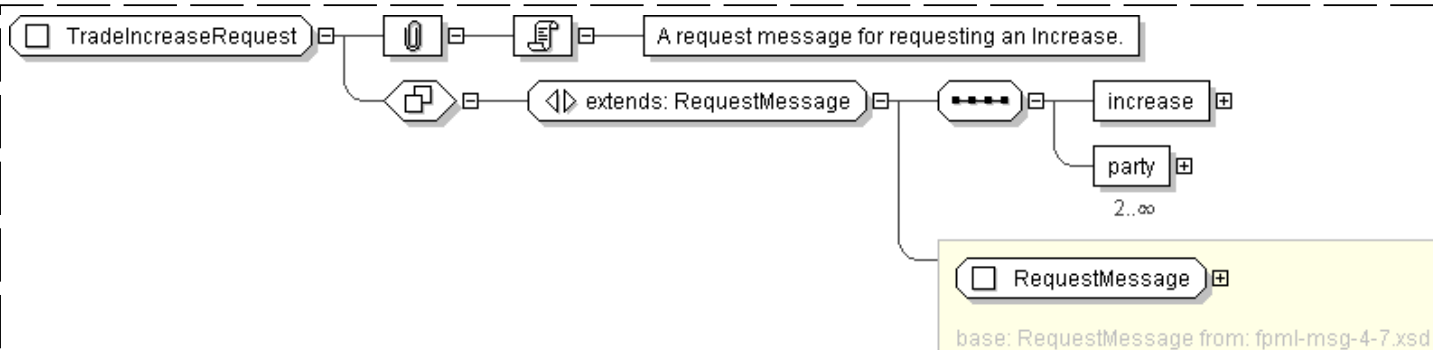 TradeIncreaseRequest
A request message for requesting an Increase.
extends: RequestMessage
increase
party
2..∞
RequestMessage
base: RequestMessage from: fpml-msg-4-7.xsd